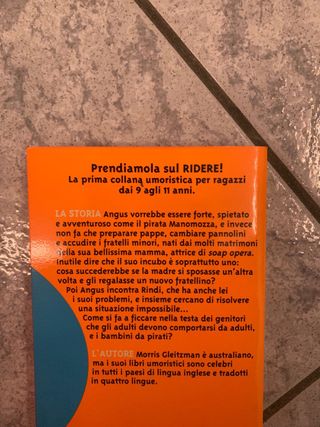 Prendiamola sul RIDERE!
La prima collana umoristica per ragazzi
dai 9 agli 11 anni.
LA STORIA Angus vorrebbe essere forte, spietato
e avventuroso come il pirata Manomozza, e invece
non fa che preparare pappe, cambiare pannolini
e accudire i fratelli minori, nati dai molti matrimoni
della sua bellissima mamma, attrice di soap opera.
Inutile dire che il suo incubo è soprattutto uno:
cosa succederebbe se la madre si sposasse un'altra
volta e gli regalasse un nuovo fratellino?
Poi Angus incontra Rindi, che ha anche lei
i suoi problemi, e insieme cercano di risolvere
una situazione impossibile...
Come si fa a ficcare nella testa dei genitori
che gli adulti devono comportarsi da adulti,
e i bambini da pirati?
L'AUTORE Morris Gleitzman è australiano,
ma i suoi libri umoristici sono celebri
in tutti i paesi di lingua inglese e tradotti
in quattro lingue.